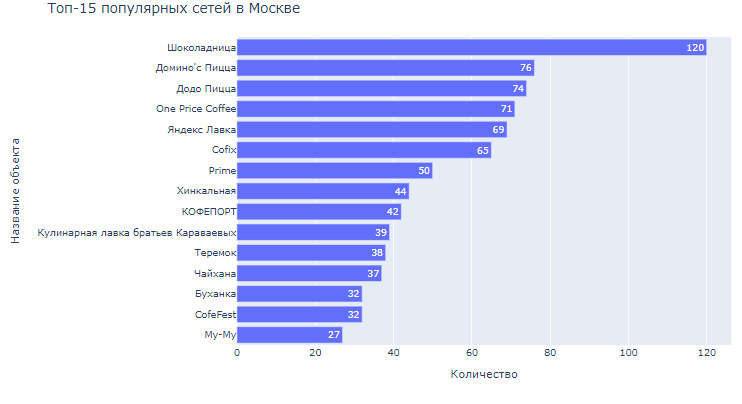 Топ-15 популярных сетей в Москве
Название объекта
Шоколадница 120
Домино'с Пицца 76
Додо Пицца 74
One Price Coffee 71
Яндекс Лавка 69
Cofix 65
Prime 50
Хинкальная 44
КОФЕПОРТ 42
Кулинарная лавка братьев Караваевых 39
Теремок 38
Чайхана 37
Буханка 32
CofeFest 32
Му-Му 27
0 20 40 60 80 100 120
Количество